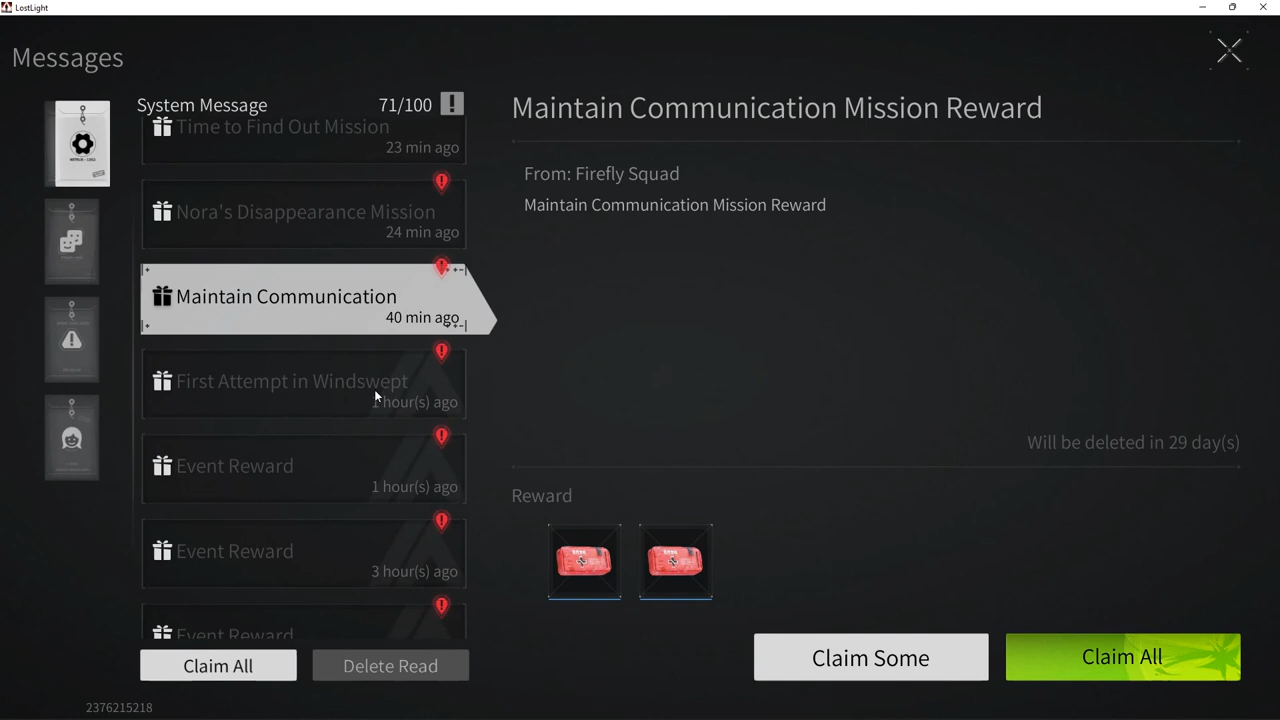 LostLight
Messages
System Message 71/100
Time to Find Out Mission
23 min ago
Nora's Disappearance Mission
24 min ago
Maintain Communication
40 min ago
First Attempt in Windswept
1 hour(s) ago
Event Reward
1 hour(s) ago
Event Reward
3 hour(s) ago
Event Reward
Claim All
Delete Read
2376215218
Maintain Communication Mission Reward
From: Firefly Squad
Maintain Communication Mission Reward
Will be deleted in 29 day(s)
Reward
Claim Some
Claim All